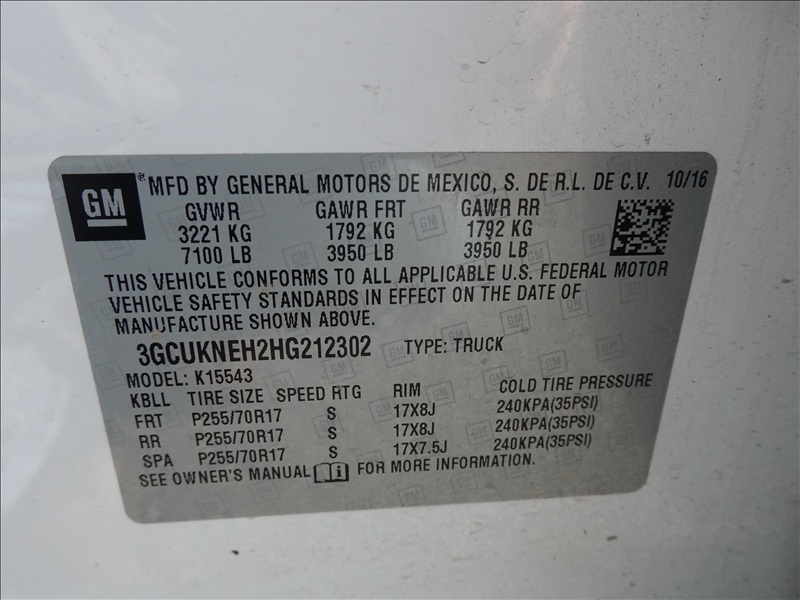 GM ® MFD BY GENERAL MOTORS DE MEXICO, S. DE R.L. DE C.V. 10/16
GVWR GAWR FRT GAWR RR
3221 KG 1792 KG 1792 KG
7100 LB 3950 LB 3950 LB
THIS VEHICLE CONFORMS TO ALL APPLICABLE U.S. FEDERAL MOTOR
VEHICLE SAFETY STANDARDS IN EFFECT ON THE DATE OF
MANUFACTURE SHOWN ABOVE.
3GCUKNEH2HG212302 TYPE: TRUCK
MODEL: K15543
KBLL TIRE SIZE SPEED RTG RIM COLD TIRE PRESSURE
FRT P255/70R17 S 17X8J 240KPA(35PSI)
RR P255/70R17 S 17X8J 240KPA(35PSI)
SPA P255/70R17 S 17X7.5J 240KPA(35PSI)
SEE OWNER'S MANUAL i FOR MORE INFORMATION.